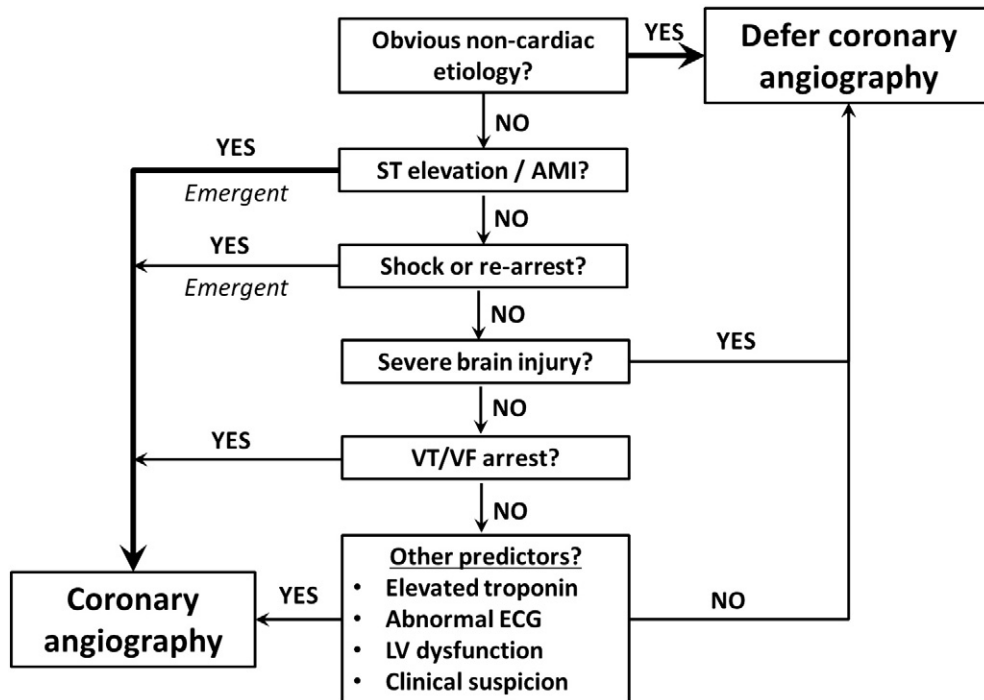 Obvious non-cardiac
etiology?
YES
Defer coronary
angiography
NO
YES
ST elevation / AMI?
Emergent
NO
YES
Shock or re-arrest?
Emergent
NO
Severe brain injury?
YES
NO
YES
VT/VF arrest?
NO
Other predictors?
• Elevated troponin
• Abnormal ECG
• LV dysfunction
• Clinical suspicion
YES
NO
Coronary
angiography